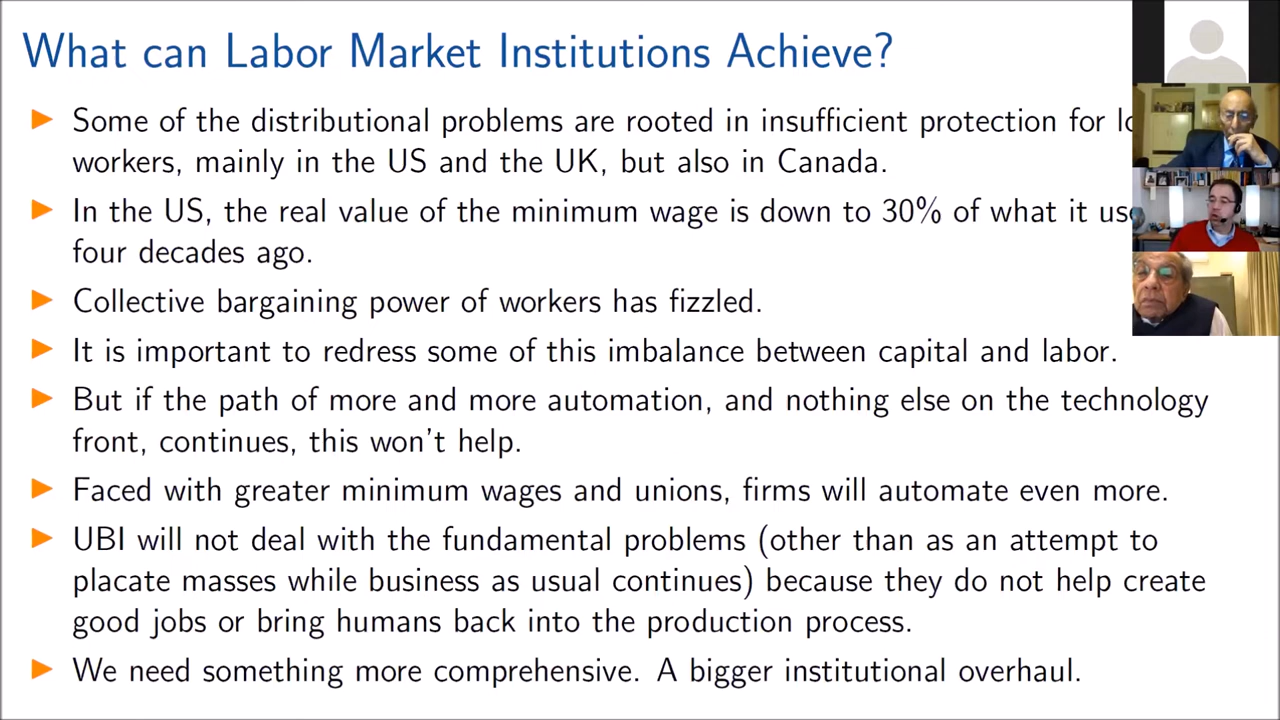 What can Labor Market Institutions Achieve?
Some of the distributional problems are rooted in insufficient protection for
workers, mainly in the US and the UK, but also in Canada.
In the US, the real value of the minimum wage is down to 30% of what it
four decades ago.
Collective bargaining power of workers has fizzled.
It is important to redress some of this imbalance between capital and labor.
But if the path of more and more automation, and nothing else on the technology
front, continues, this won't help.
Faced with greater minimum wages and unions, firms will automate even more.
UBI will not deal with the fundamental problems (other than as an attempt to
placate masses while business as usual continues) because they do not help create
good jobs or bring humans back into the production process.
We need something more comprehensive. A bigger institutional overhaul.